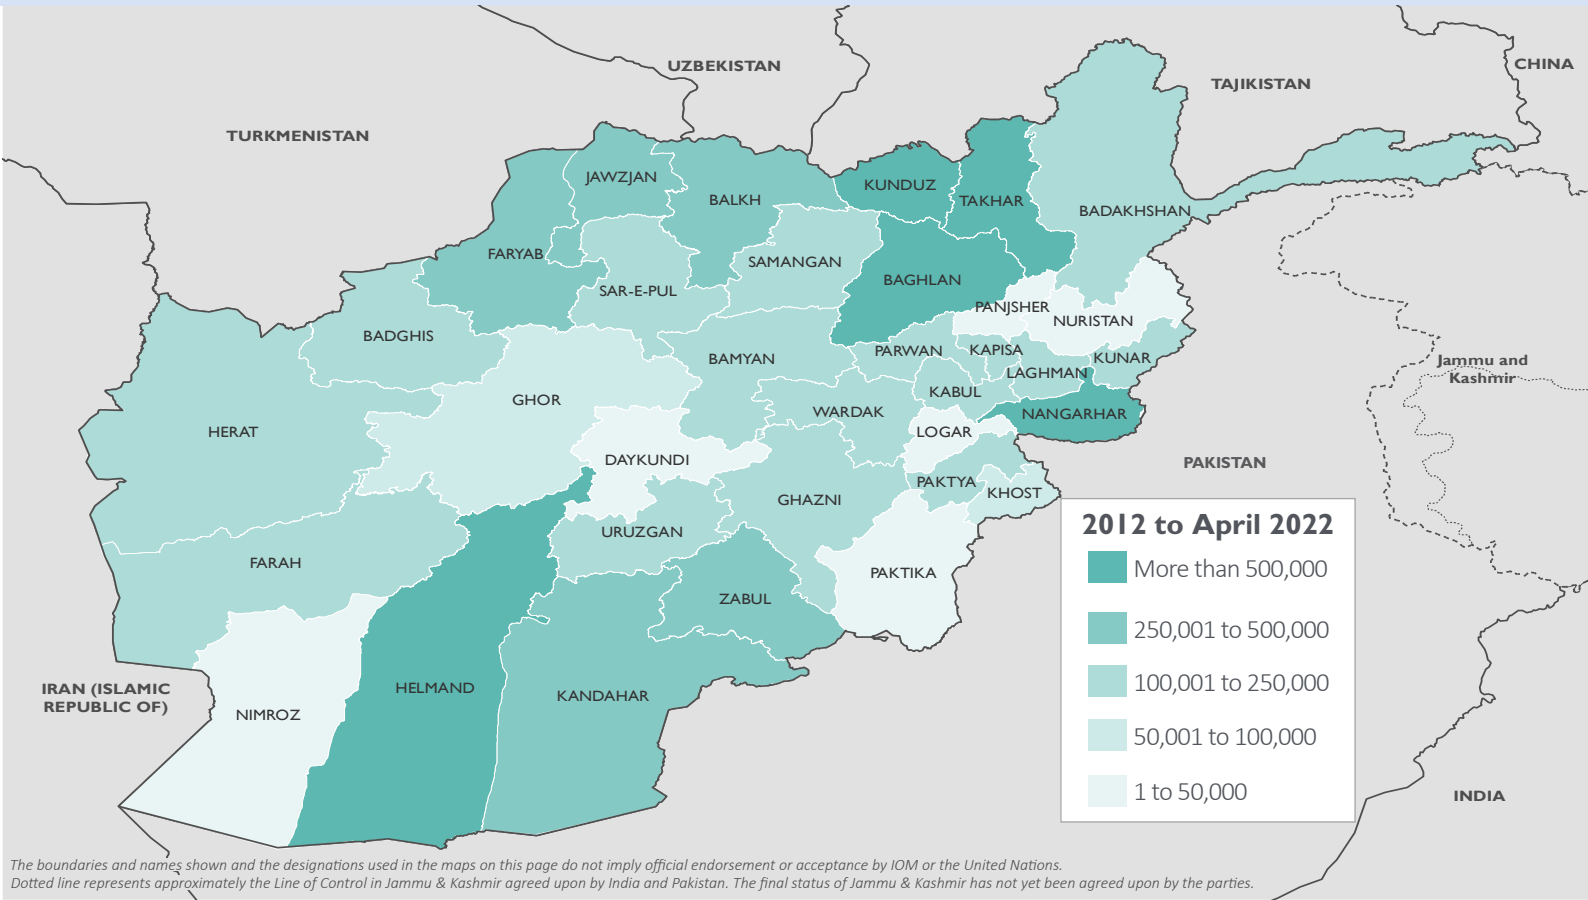 UZBEKISTAN
CHINA
TAJIKISTAN
TURKMENISTAN
JAWZJAN
KUNDUZ
BALKH
TAKHAR
BADAKHSHAN
FARYAB
SAMANGAN
BAGHLAN
SAR-E-PUL
PANJSHER
NURISTAN
BADGHIS
PARWAN
KAPISA
BAMYAN
KUNAR
Jammu and
Kashmir
LAGHMAN
KABUL
GHOR
WARDAK
NANGARHAR
HERAT
LOGAR
DAYKUNDI
PAKISTAN
PAKTYA
KHOST
GHAZNI
URUZGAN
FARAH
PAKTIKA
ZABUL
HELMAND
KANDAHAR
IRAN (ISLAMIC
REPUBLIC OF)
NIMROZ
INDIA
2012 to April 2022
More than 500,000
250,001 to 500,000
100,001 to 250,000
50,001 to 100,000
1 to 50,000
The boundaries and names shown and the designations used in the maps on this page do not imply official endorsement or acceptance by IOM or the United Nations.
Dotted line represents approximately the Line of Control in Jammu & Kashmir agreed upon by India and Pakistan. The final status of Jammu & Kashmir has not yet been agreed upon by the parties.